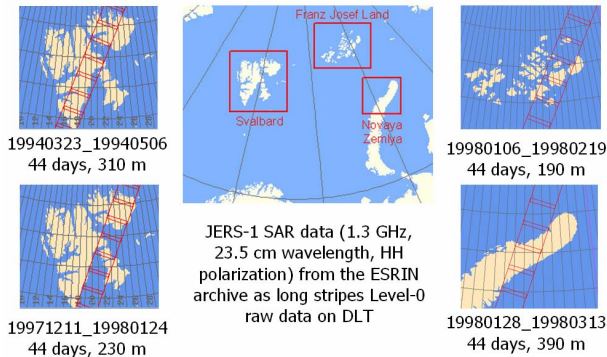 19940323_19940506
44 days, 310 m
19971211_19980124
44 days, 230 m
Franz Josef Land
Svalbard
Novaya
Zemlya
JERS-1 SAR data (1.3 GHz,
23.5 cm wavelength, HH
polarization) from the ESRIN
archive as long stripes Level-0
raw data on DLT
19980106_19980219
44 days, 190 m
19980128_19980313
44 days, 390 m